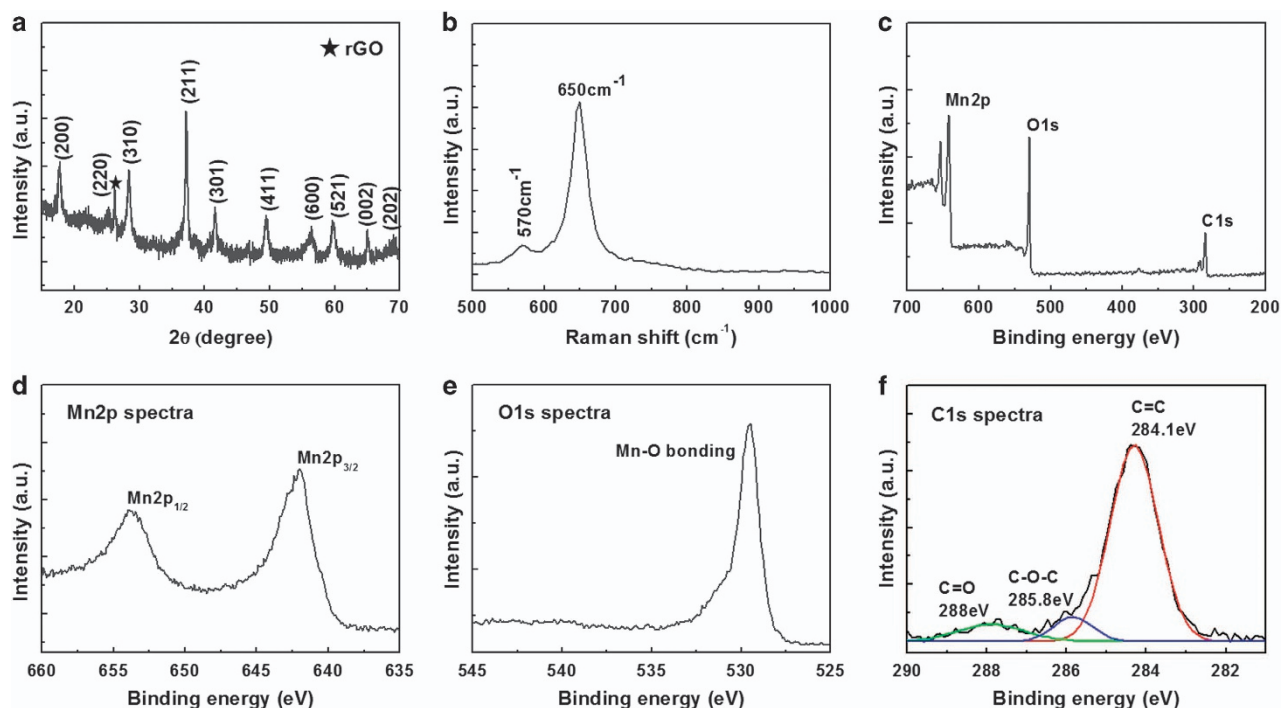 a
★ rGO
(200)
(220)
★
(310)
(211)
(301)
(411)
(600)
(521)
(002)
(202)
Intensity (a.u.)
20 30 40 50 60 70
2θ (degree)
b
650cm⁻¹
570cm⁻¹
Intensity (a.u.)
500 600 700 800 900 1000
Raman shift (cm⁻¹)
c
Mn2p
O1s
C1s
Intensity (a.u.)
700 600 500 400 300 200
Binding energy (eV)
d
Mn2p spectra
Mn2p₁/₂
Mn2p₃/₂
Intensity (a.u.)
660 655 650 645 640 635
Binding energy (eV)
e
O1s spectra
Mn-O bonding
Intensity (a.u.)
545 541 537 533 529 525
Binding energy (eV)
f
C1s spectra
C=C
284.1eV
C-O-C
285.8eV
C=O
288eV
Intensity (a.u.)
290 288 286 284 282
Binding energy (eV)